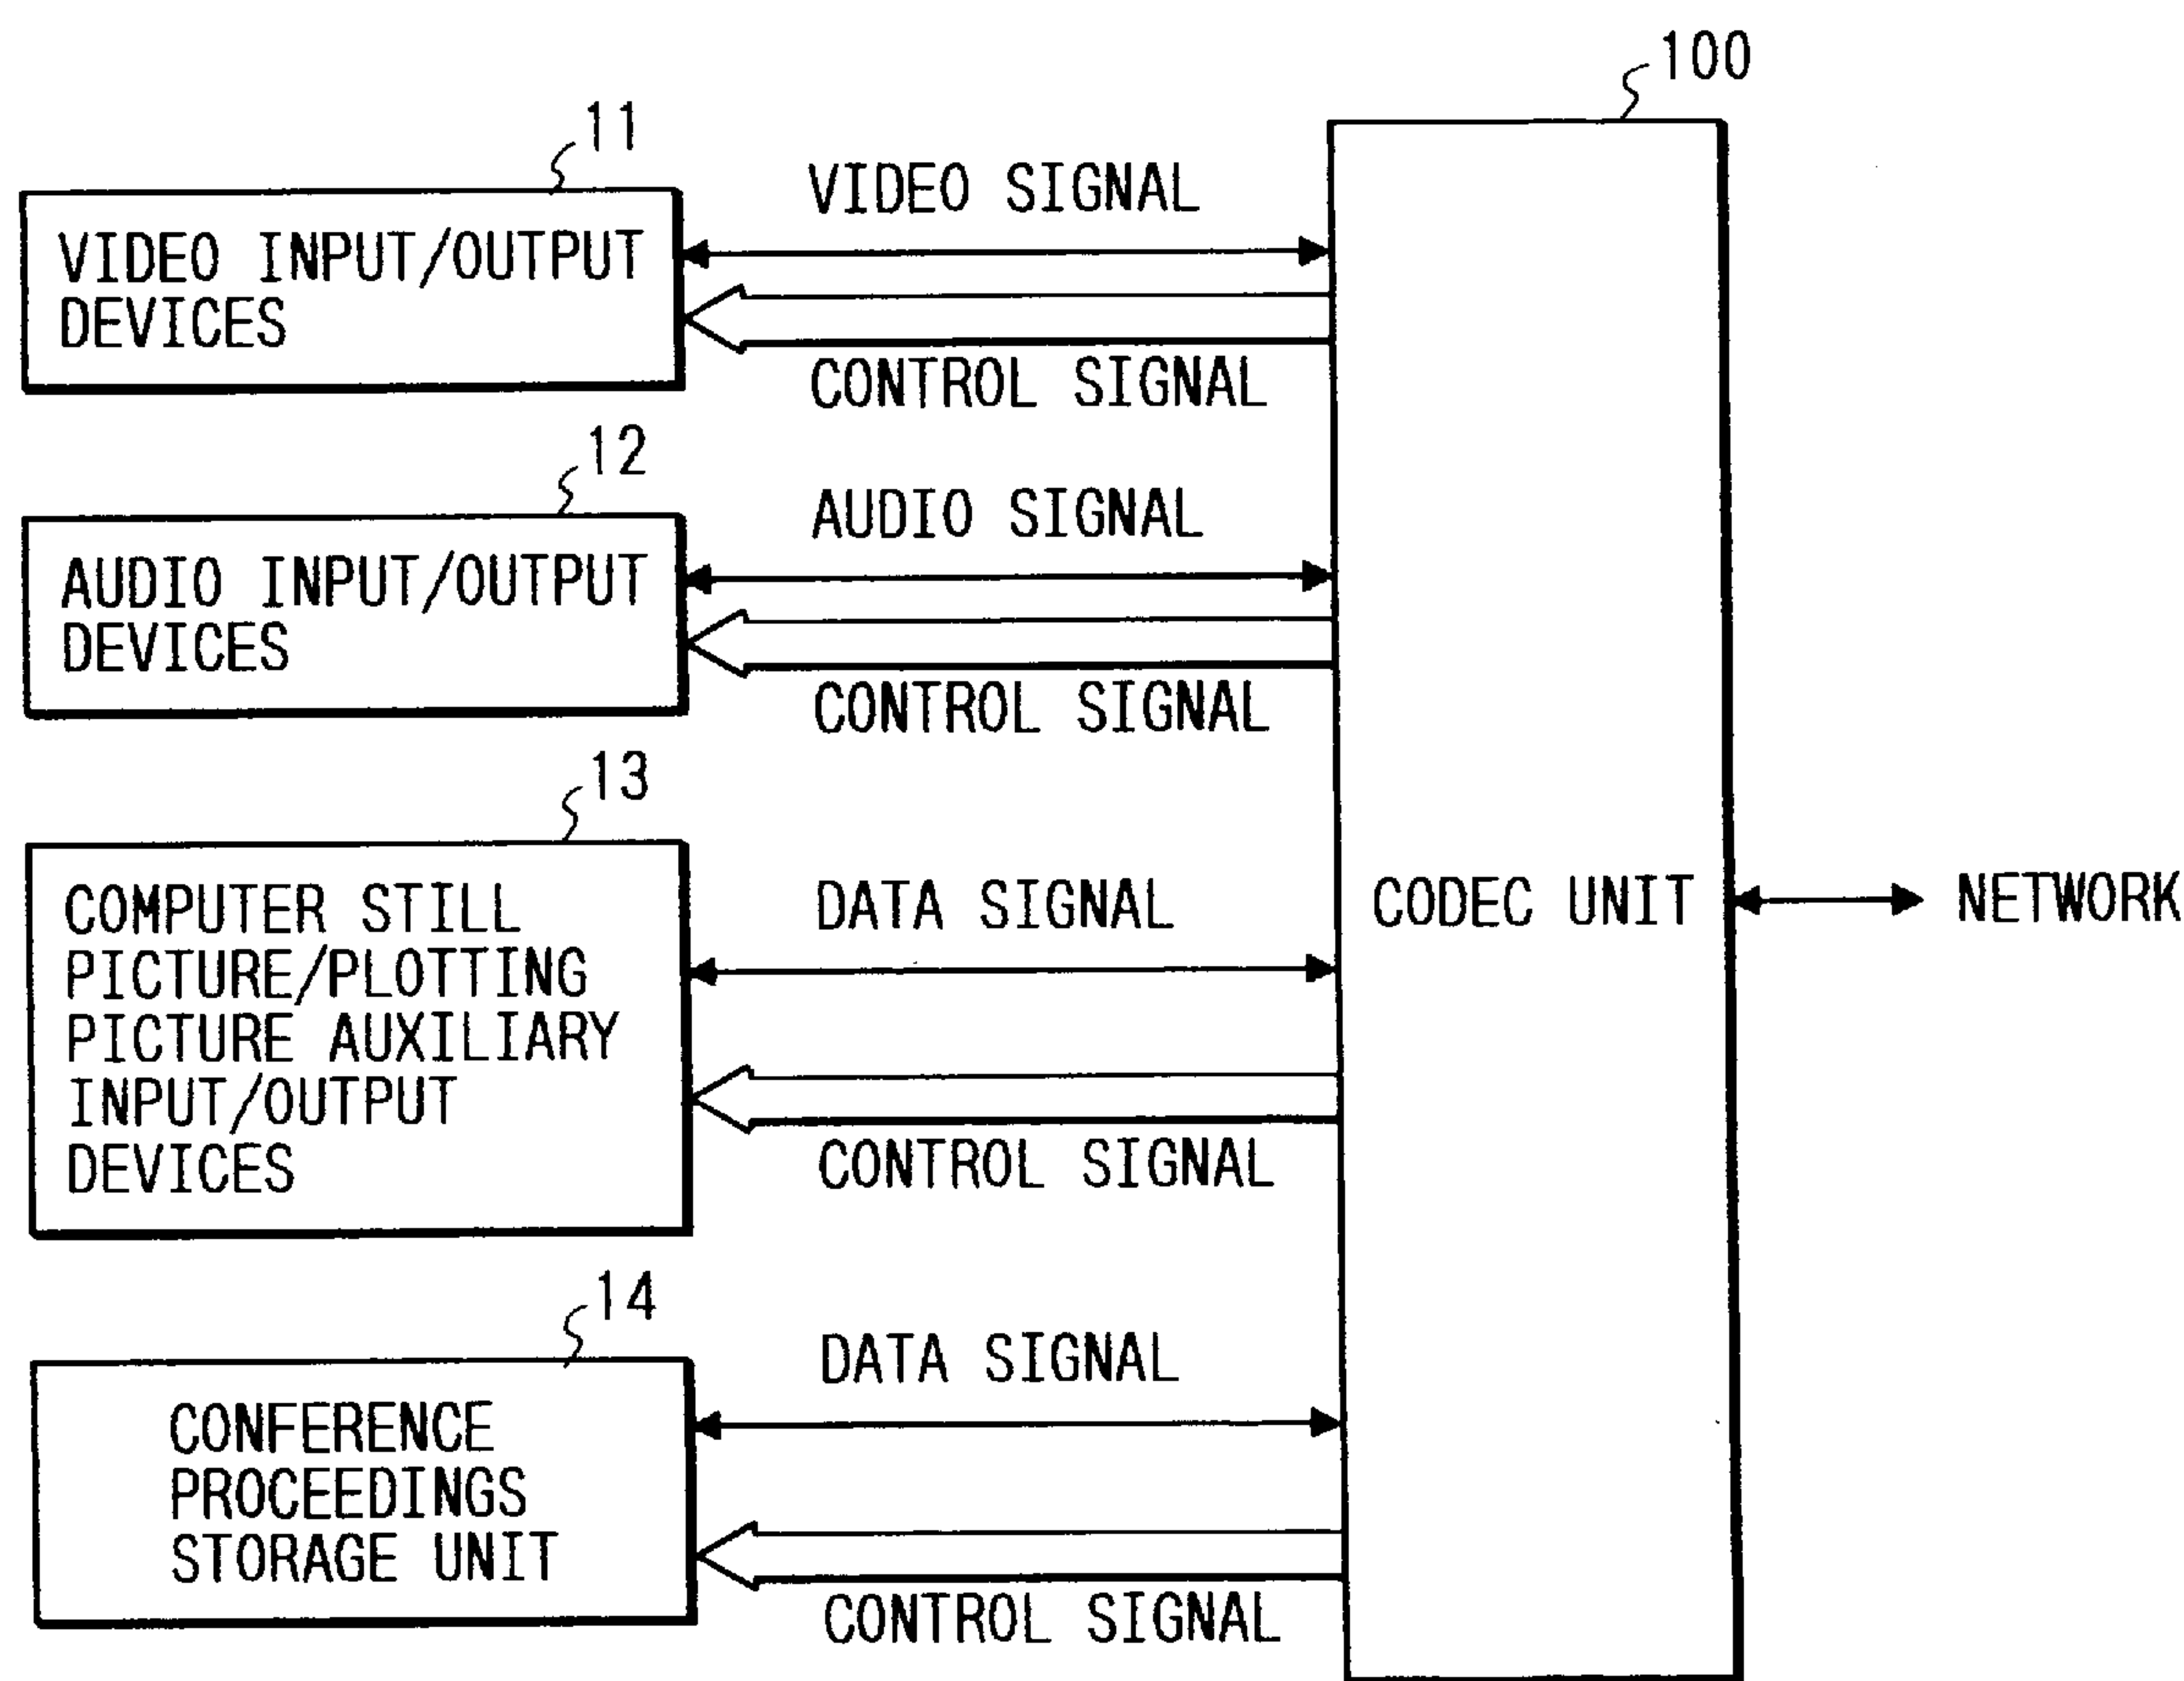 100
11
VIDEO SIGNAL
VIDEO INPUT/OUTPUT
DEVICES
CONTROL SIGNAL
12
AUDIO SIGNAL
AUDIO INPUT/OUTPUT
DEVICES
CONTROL SIGNAL
13
COMPUTER STILL
PICTURE/PLOTTING
PICTURE AUXILIARY
INPUT/OUTPUT
DEVICES
DATA SIGNAL
CONTROL SIGNAL
CODEC UNIT
NETWORK
14
DATA SIGNAL
CONFERENCE
PROCEEDINGS
STORAGE UNIT
CONTROL SIGNAL